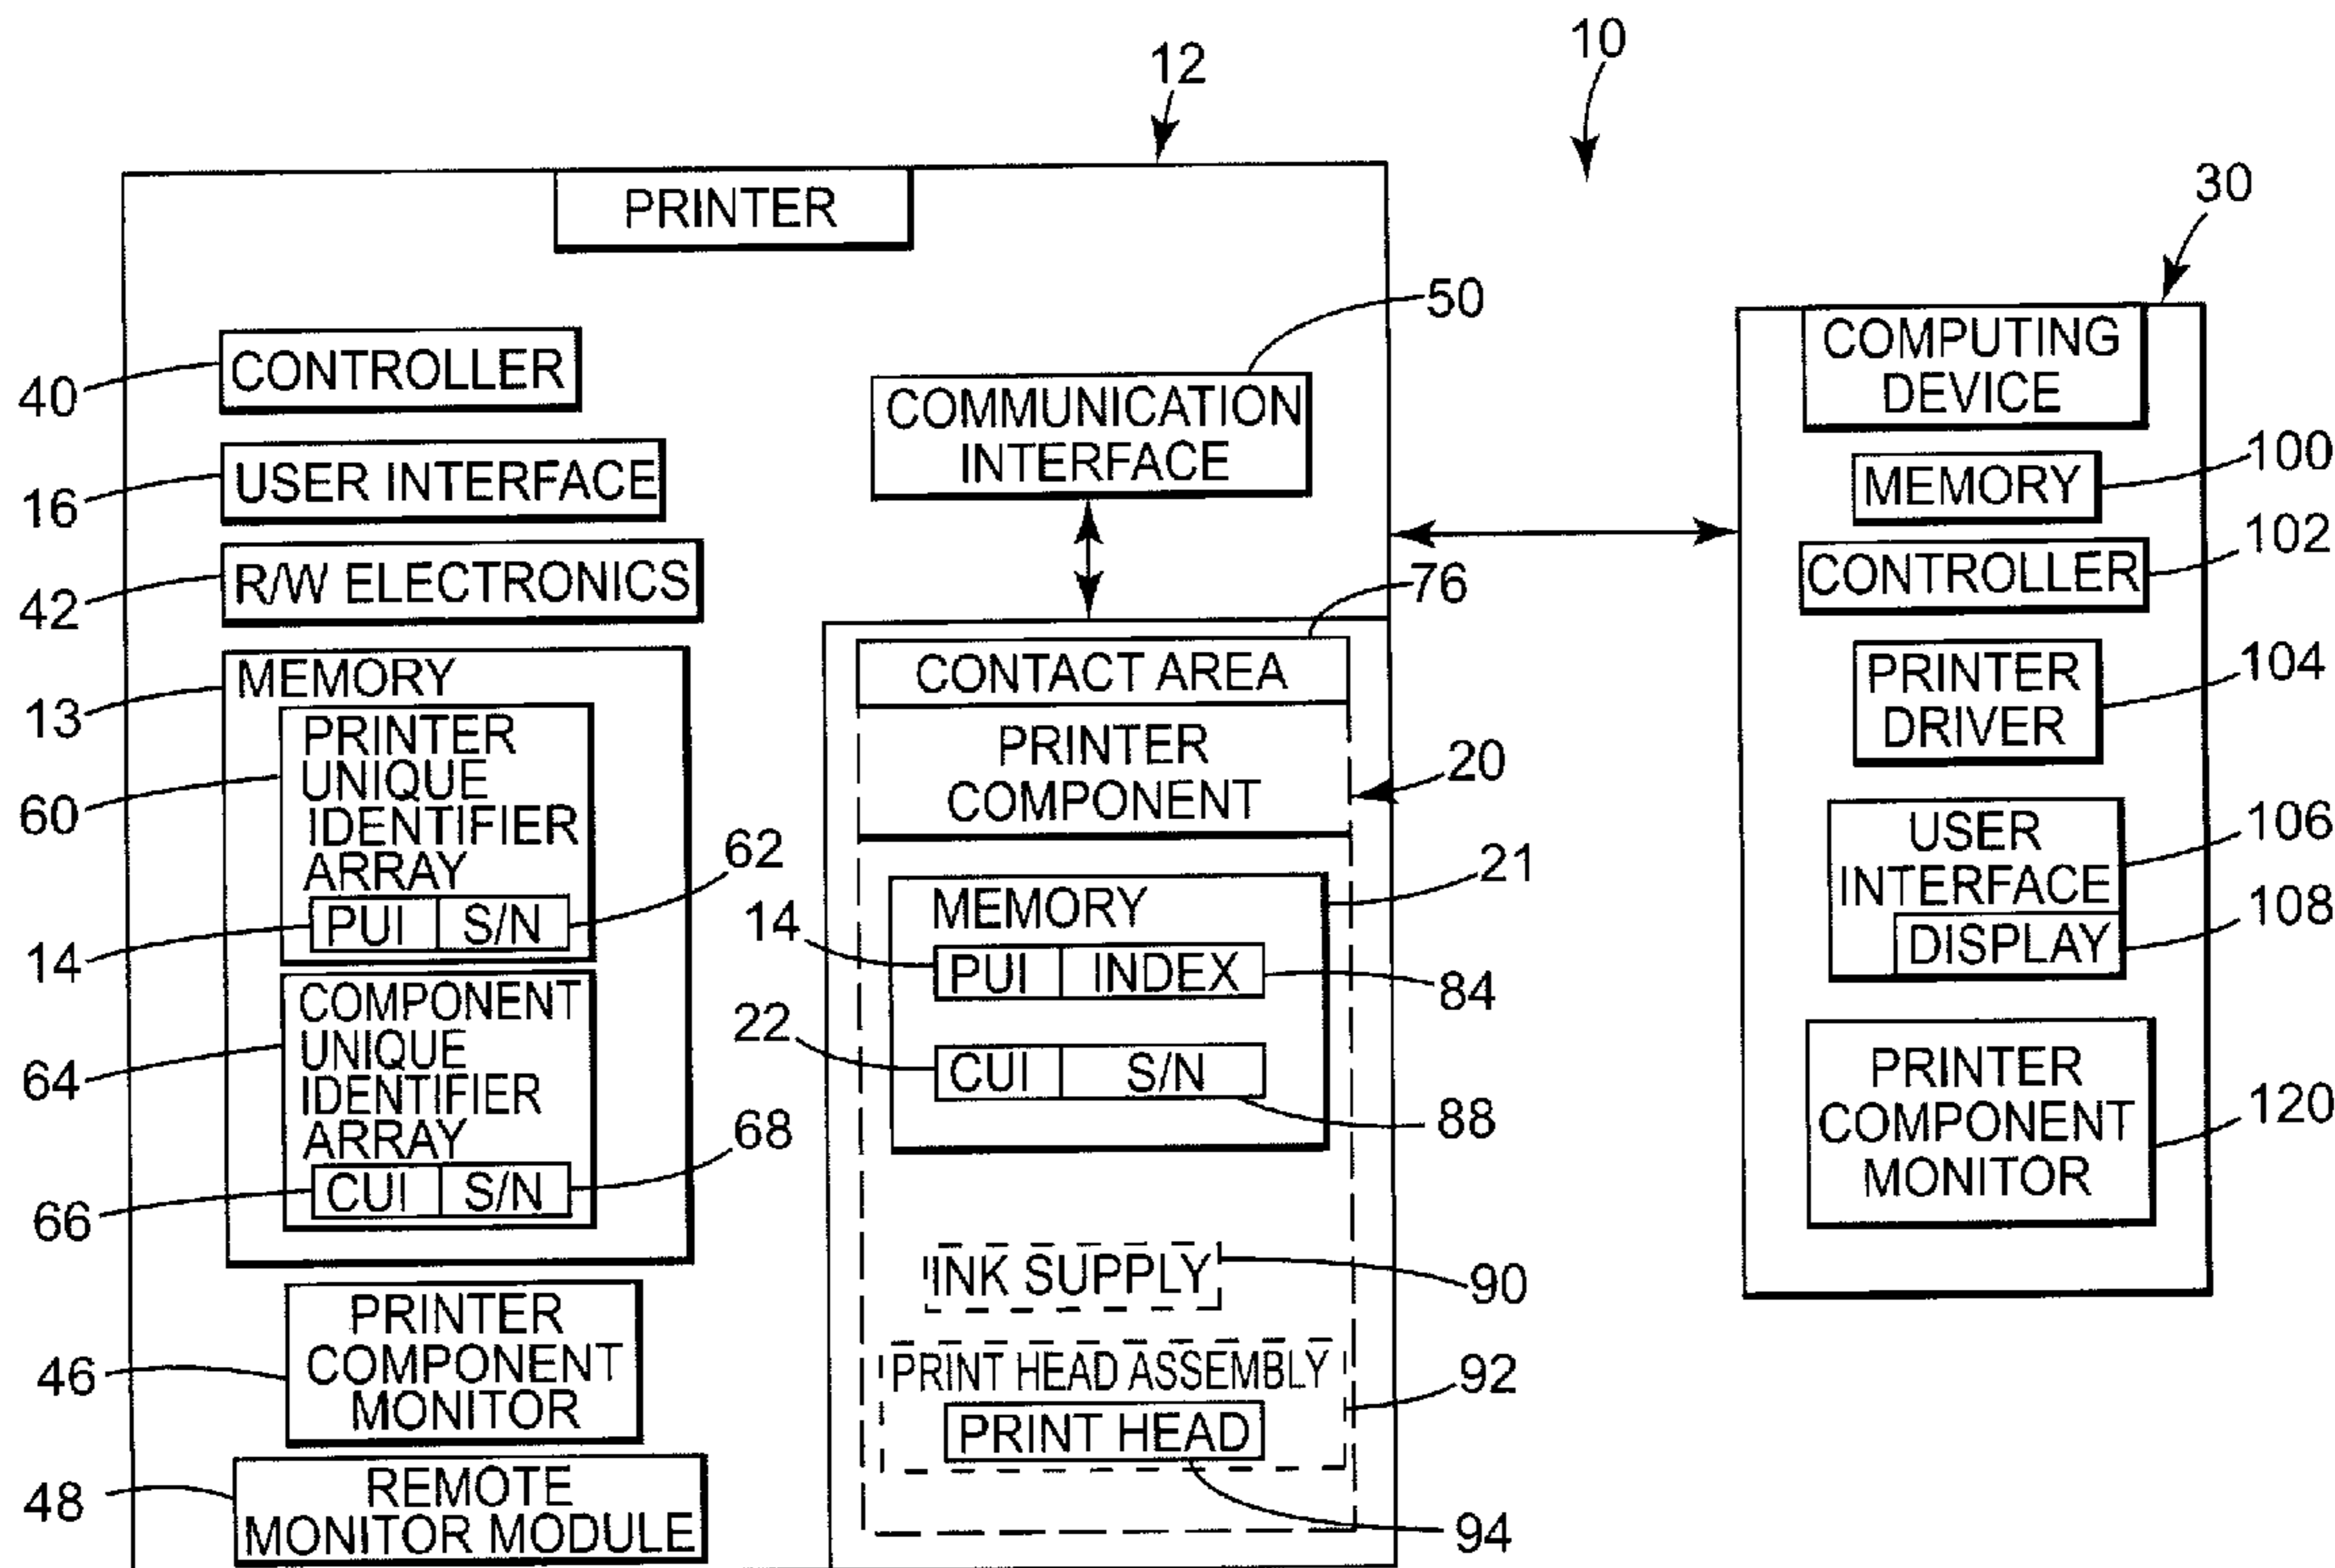 10
12
PRINTER
30
50
CONTROLLER
40
COMMUNICATION
INTERFACE
USER INTERFACE
16
R/W ELECTRONICS
42
76
MEMORY
13
PRINTER
UNIQUE
IDENTIFIER
ARRAY
60
62
PUI S/N
14
COMPONENT
UNIQUE
IDENTIFIER
ARRAY
64
68
CUI S/N
66
PRINTER
COMPONENT
MONITOR
46
REMOTE
MONITOR MODULE
48
CONTACT AREA
PRINTER
COMPONENT
20
21
MEMORY
14
PUI INDEX
84
22
CUI S/N
88
INK SUPPLY
90
PRINT HEAD ASSEMBLY
92
PRINT HEAD
94
COMPUTING
DEVICE
100
MEMORY
102
CONTROLLER
PRINTER
DRIVER
104
USER
INTERFACE
106
108
DISPLAY
PRINTER
COMPONENT
MONITOR
120